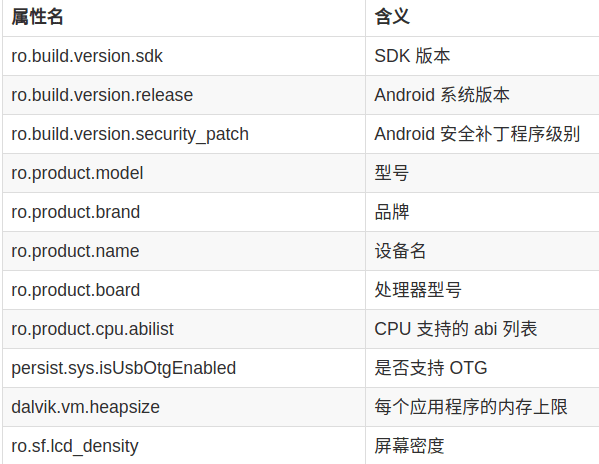 属性名 含义
ro.build.version.sdk SDK 版本
ro.build.version.release Android 系统版本
ro.build.version.security_patch Android 安全补丁程序级别
ro.product.model 型号
ro.product.brand 品牌
ro.product.name 设备名
ro.product.board 处理器型号
ro.product.cpu.abilist CPU 支持的 abi 列表
persist.sys.isUsbOtgEnabled 是否支持 OTG
dalvik.vm.heapsize 每个应用程序的内存上限
ro.sf.lcd_density 屏幕密度